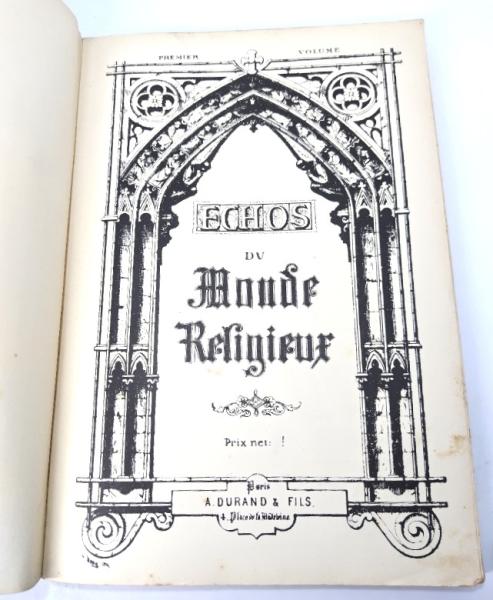 PREMIER VOLUME
ECHOS
DU
Monde
Religieux
Prix net: !
Paris
A. DURAND & FILS.
4. Place de la Madeleine